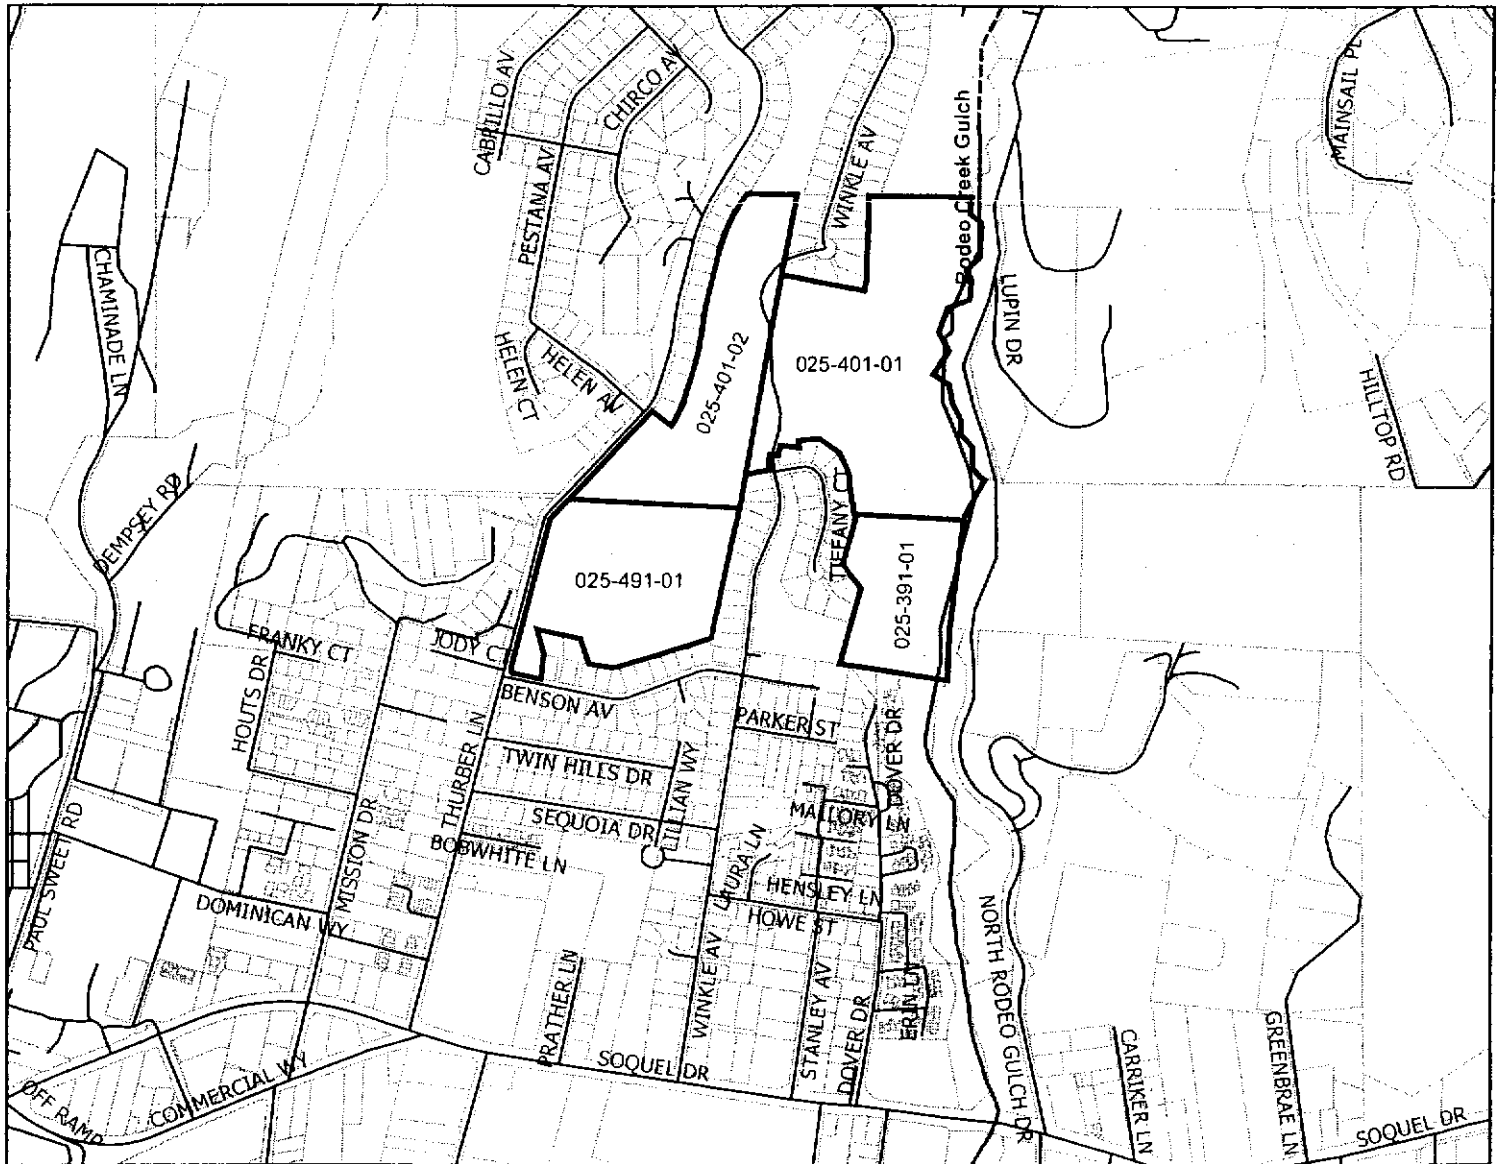 CABRILLO AV
CHIRCO AV
MAINSAIL PL
Rodeo Creek Gulch
WINKLE AV
PESTANA AV
CHAMINADE LN
LUPIN DR
HELEN CT
HELEN AV
025-401-02
025-401-01
HILLTOP RD
DEMPSEY RD
TIFFANY CT
025-491-01
025-391-01
FRANKY CT
JODY CT
HOUTS DR
BENSON AV
PARKER ST
DOVER DR
THURBER LN
TWIN HILLS DR
LILLIAN WY
SEQUOIA DR
MALLORY LN
PAUL SWEET RD
MISSION DR
BOBWHITE LN
LAURA LN
HENSLEY LN
DOMINICAN WY
HOWE ST
NORTH RODEO GULCH DR
PRATHER LN
WINKLE AV
STANLEY AV
DOVER DR
ERIN LN
SOQUEL DR
CARRIKER LN
GREENBRAE LN
COMMERCIAL WY
OFF RAMP
SOQUEL DR